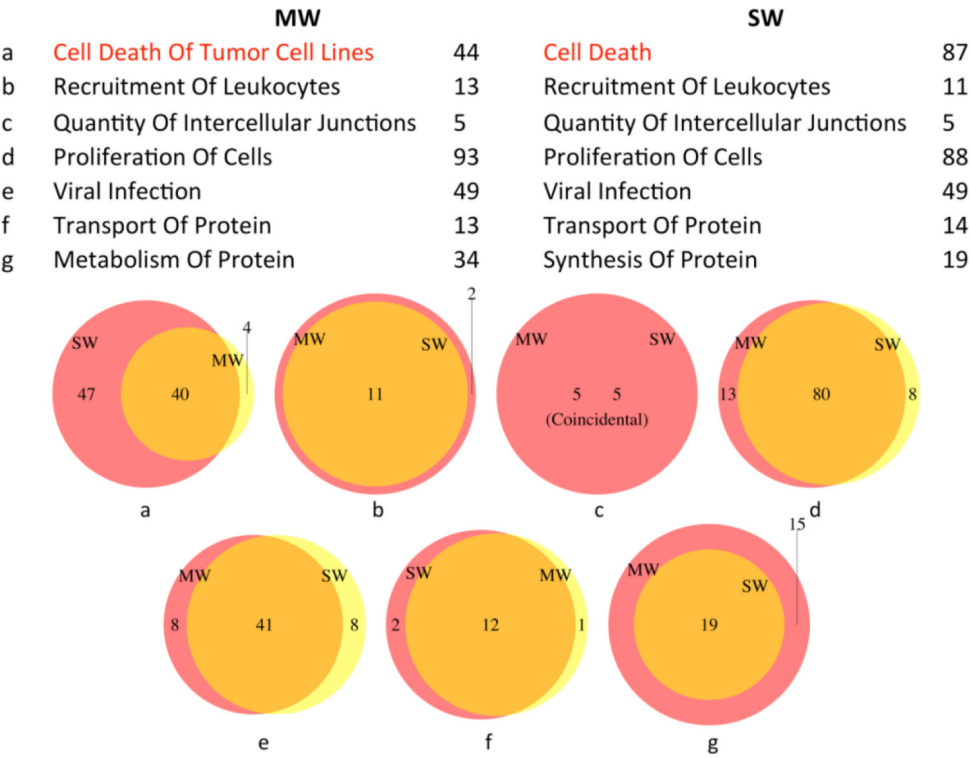 MW SW
a Cell Death Of Tumor Cell Lines 44 Cell Death 87
b Recruitment Of Leukocytes 13 Recruitment Of Leukocytes 11
c Quantity Of Intercellular Junctions 5 Quantity Of Intercellular Junctions 5
d Proliferation Of Cells 93 Proliferation Of Cells 88
e Viral Infection 49 Viral Infection 49
f Transport Of Protein 13 Transport Of Protein 14
g Metabolism Of Protein 34 Synthesis Of Protein 19
SW 47 40 MW 4
a
MW SW 11 2
b
MW SW
5 5
(Coincidental)
c
MW SW
13 80 8
d
MW SW
8 41 8
e
SW MW
2 12 1
f
MW SW 19 15
g